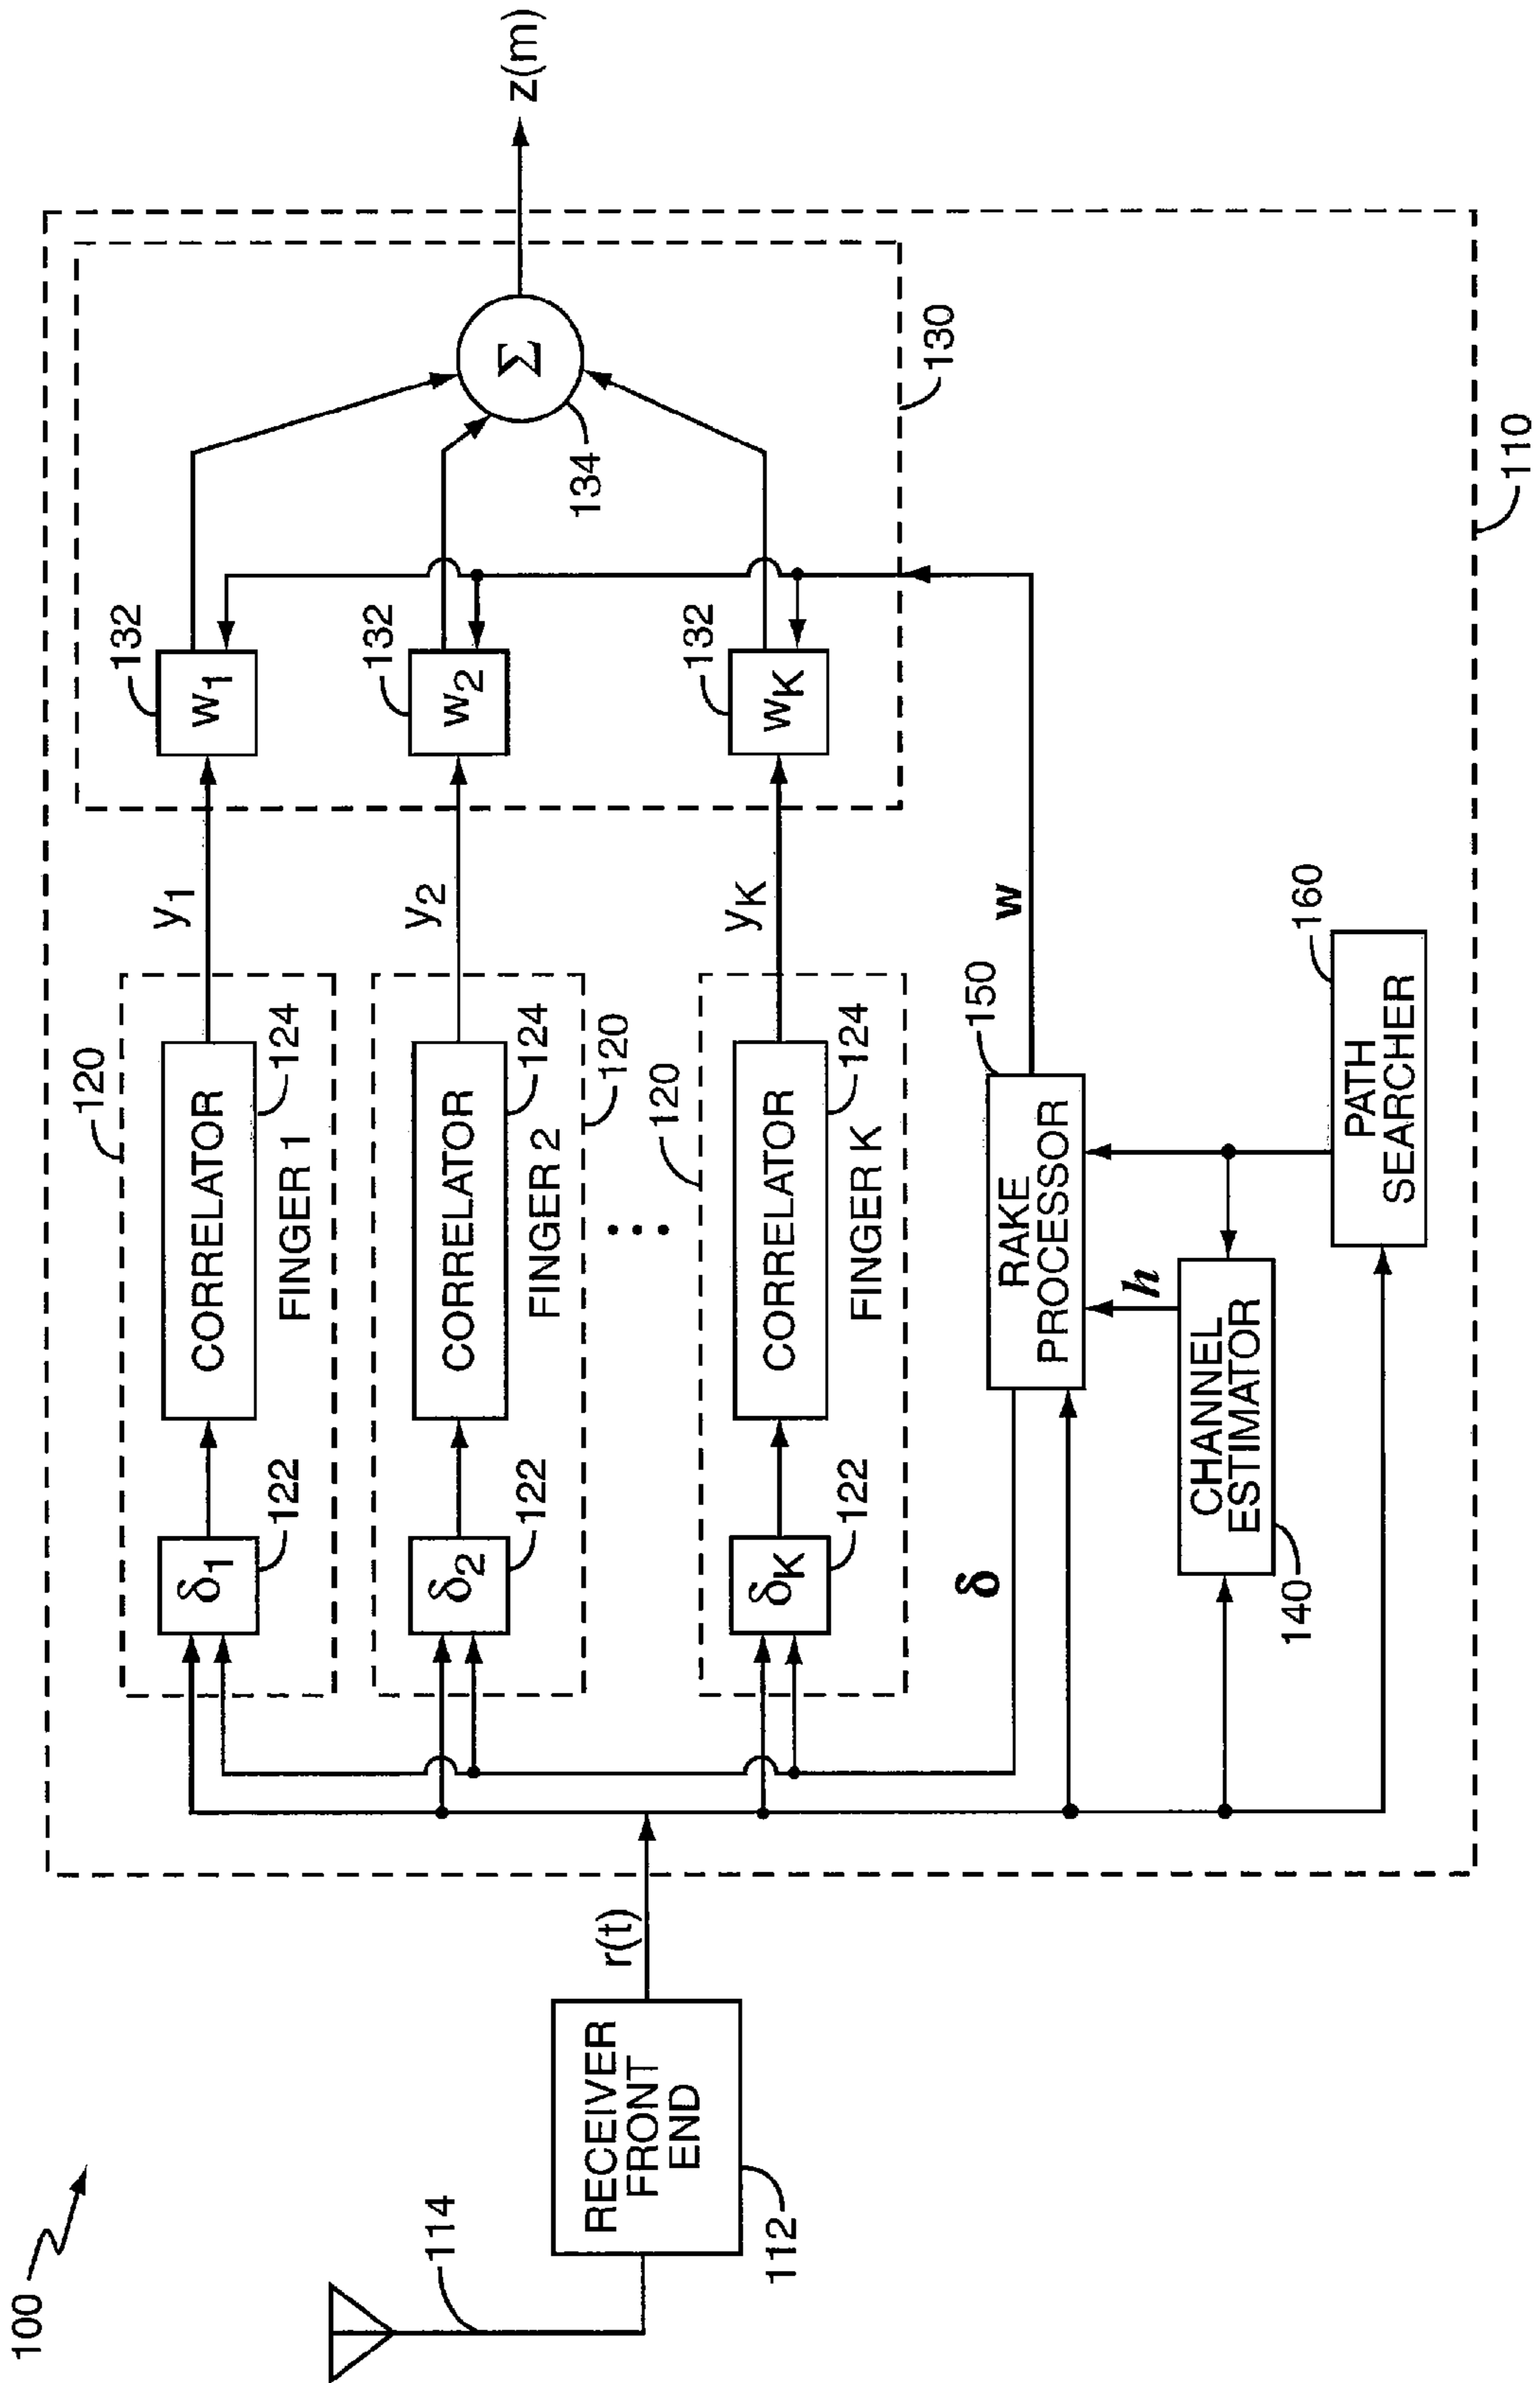 100
114
RECEIVER
FRONT
END
112
r(t)
110
120
δ1
122
CORRELATOR
124
FINGER 1
y1
δ2
122
CORRELATOR
124
FINGER 2
120
y2
120
δK
122
CORRELATOR
124
FINGER K
yK
132
w1
132
w2
132
wK
Σ
134
130
z(m)
δ
RAKE
PROCESSOR
150
w
h
CHANNEL
ESTIMATOR
140
PATH
SEARCHER
160